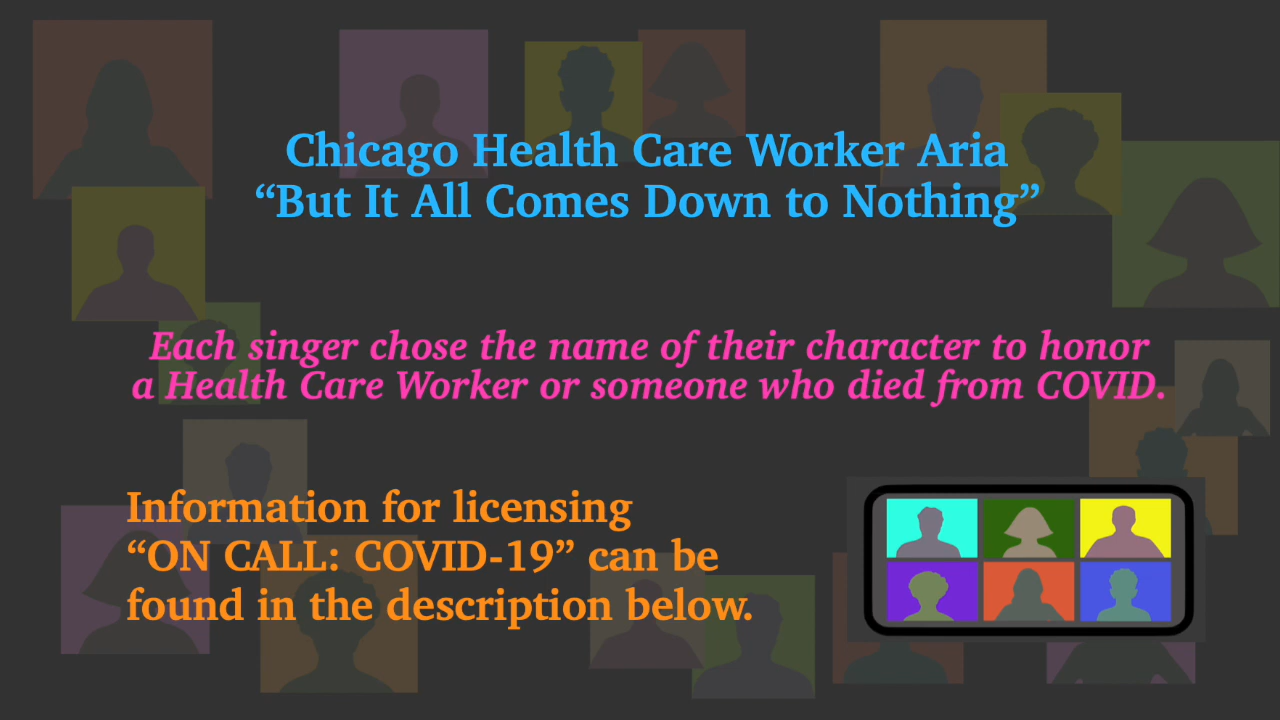 Chicago Health Care Worker Aria
“But It All Comes Down to Nothing”
Each singer chose the name of their character to honor
a Health Care Worker or someone who died from COVID.
Information for licensing
“ON CALL: COVID-19” can be
found in the description below.